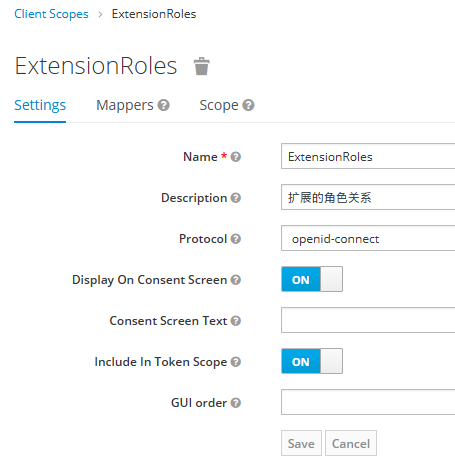 Client Scopes > ExtensionRoles
ExtensionRoles
Settings Mappers Scope
Name * ExtensionRoles
Description 扩展的角色关系
Protocol openid-connect
Display On Consent Screen ON
Consent Screen Text
Include In Token Scope ON
GUI order
Save Cancel